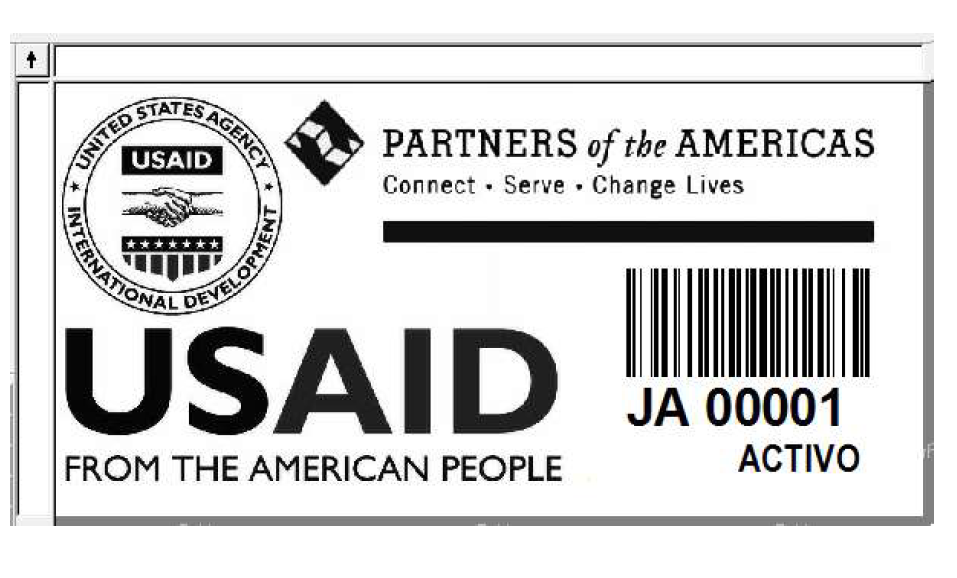 UNITED STATES AGENCY
INTERNATIONAL DEVELOPMENT
USAID
PARTNERS of the AMERICAS
Connect • Serve • Change Lives
USAID
FROM THE AMERICAN PEOPLE
JA 00001
ACTIVO